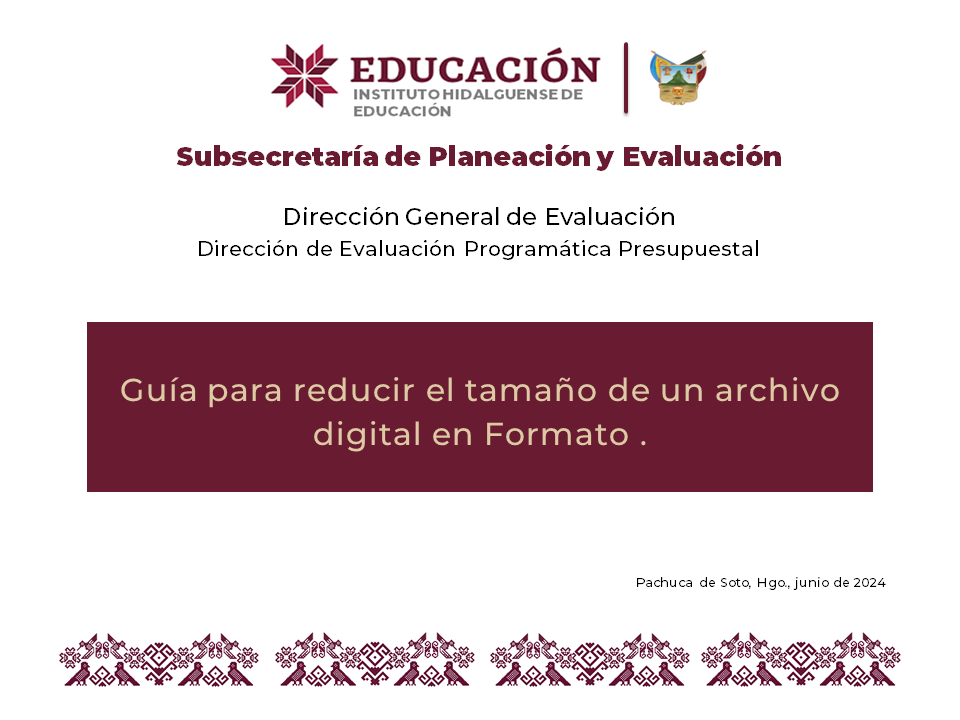 EDUCACIÓN
INSTITUTO HIDALGUENSE DE
EDUCACIÓN
Subsecretaría de Planeación y Evaluación
Dirección General de Evaluación
Dirección de Evaluación Programática Presupuestal
Guía para reducir el tamaño de un archivo
digital en Formato .
Pachuca de Soto, Hgo., junio de 2024